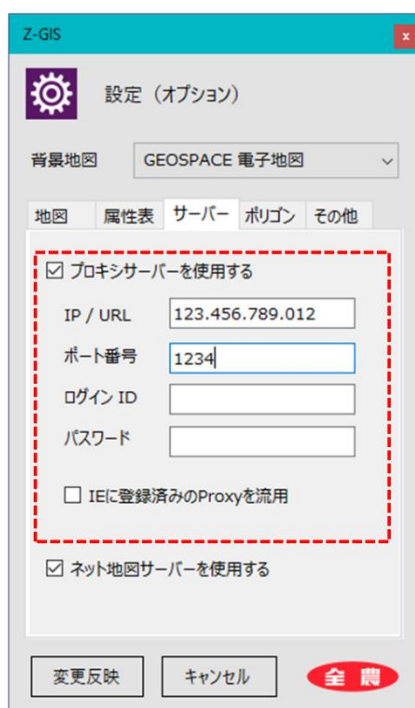 Z-GIS
x
設定（オプション）
背景地図 GEOSPACE 電子地図
地図 属性表 サーバー ポリゴン その他
プロキシサーバーを使用する
IP / URL 123.456.789.012
ポート番号 1234
ログイン ID
パスワード
IEに登録済みのProxyを流用
ネット地図サーバーを使用する
変更反映 キャンセル 全農